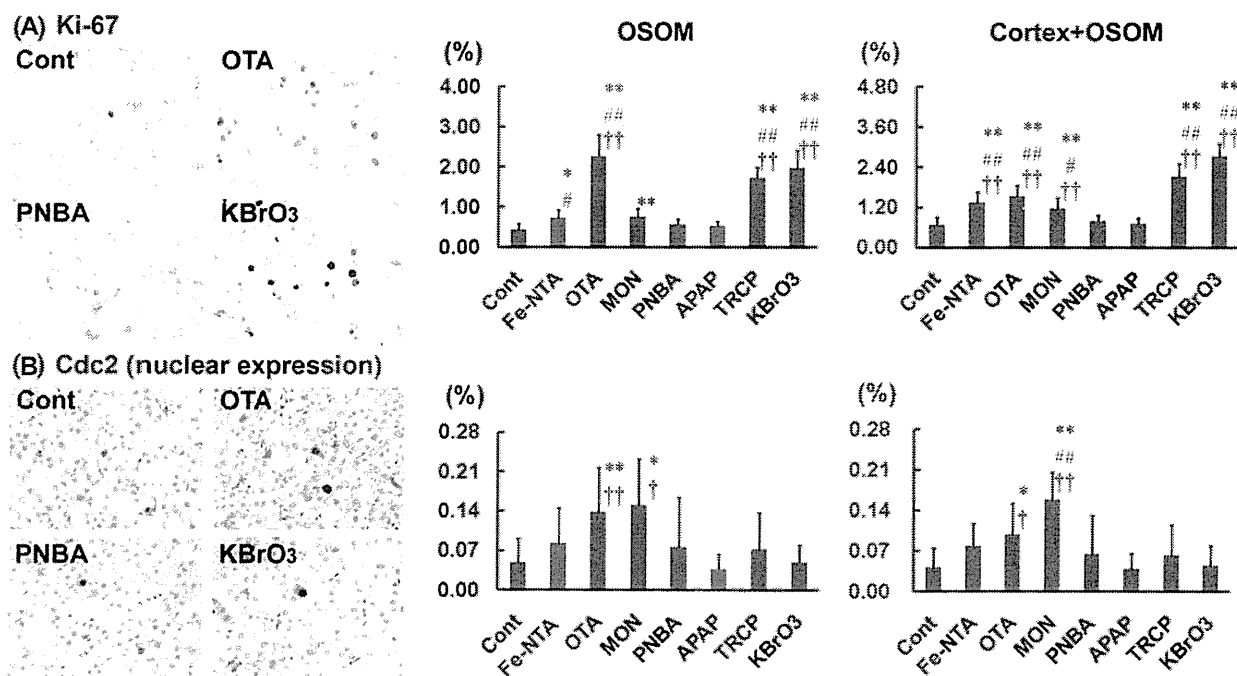 (A) Ki-67
Cont
OTA
PNBA
KBrO3
OSOM
(%)
4.00
3.00
2.00
1.00
0.00
*
#
**
##
††
**
**
##
††
**
##
††
Cont
Fe-NTA
OTA
MON
PNBA
APAP
TRCP
KBrO3
Cortex+OSOM
(%)
4.80
3.60
2.40
1.20
0.00
**
##
††
**
##
††
**
#
††
**
##
††
**
##
††
Cont
Fe-NTA
OTA
MON
PNBA
APAP
TRCP
KBrO3
(B) Cdc2 (nuclear expression)
Cont
OTA
PNBA
KBrO3
(%)
0.28
0.21
0.14
0.07
0.00
**
††
*
†
Cont
Fe-NTA
OTA
MON
PNBA
APAP
TRCP
KBrO3
(%)
0.28
0.21
0.14
0.07
0.00
*
†
**
##
††
Cont
Fe-NTA
OTA
MON
PNBA
APAP
TRCP
KBrO3